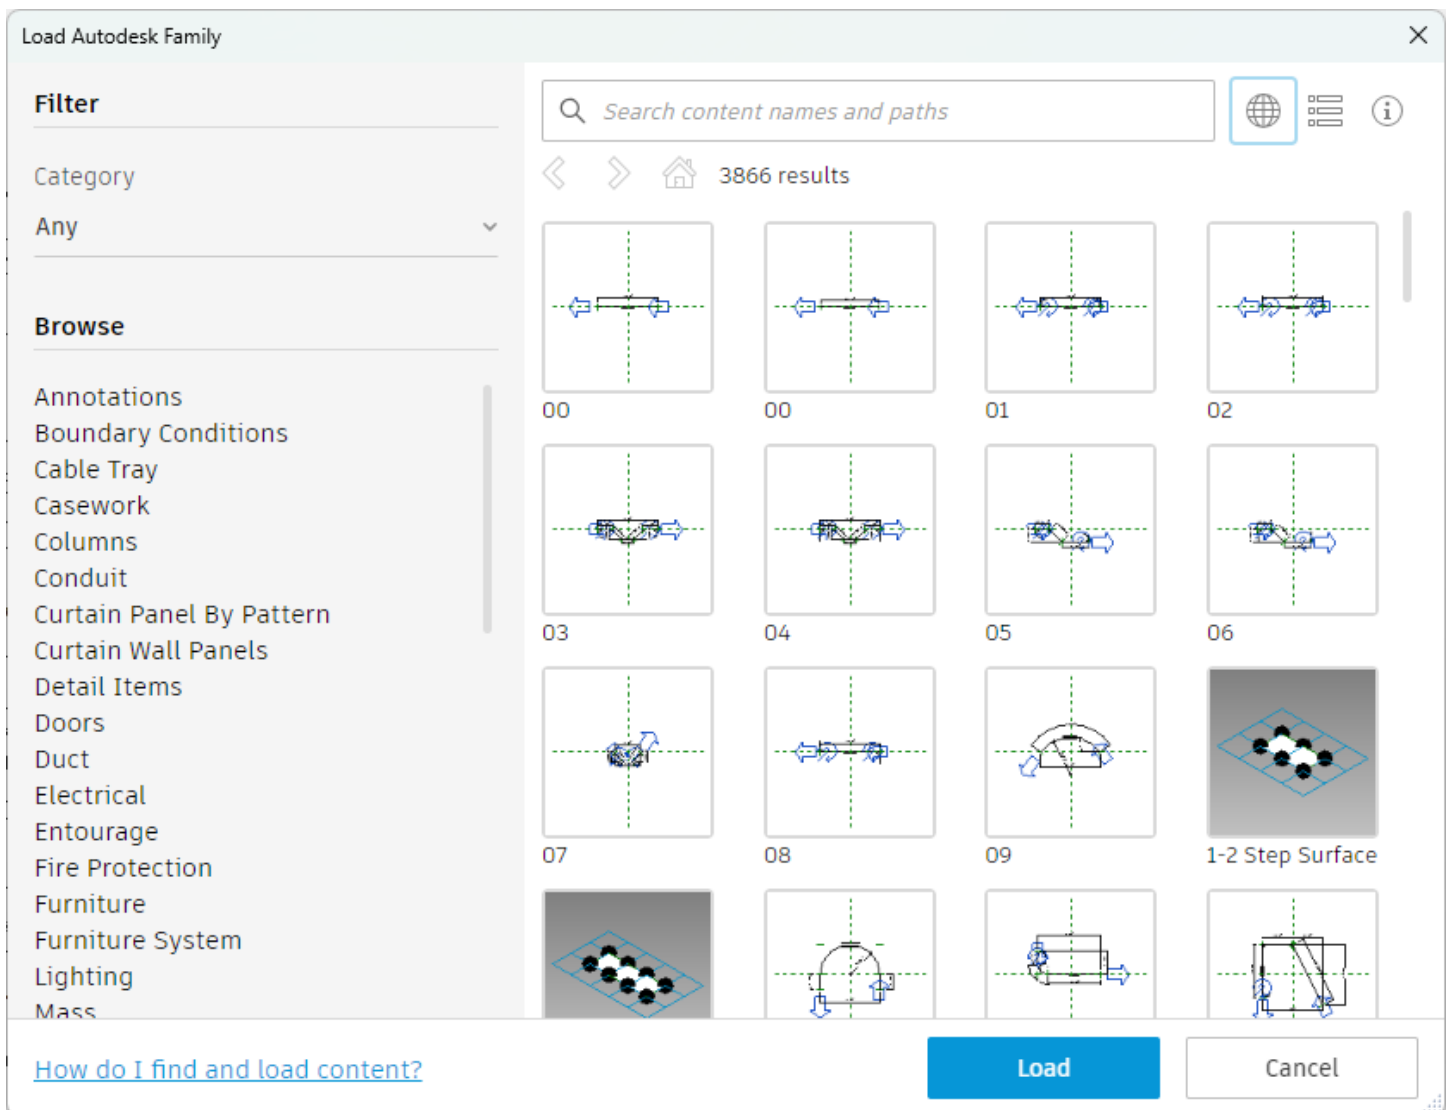 Load Autodesk Family
Filter
Category
Any
Browse
Annotations
Boundary Conditions
Cable Tray
Casework
Columns
Conduit
Curtain Panel By Pattern
Curtain Wall Panels
Detail Items
Doors
Duct
Electrical
Entourage
Fire Protection
Furniture
Furniture System
Lighting
Mass
How do I find and load content?
Search content names and paths
3866 results
00
00
01
02
03
04
05
06
07
08
09
1-2 Step Surface
Load
Cancel